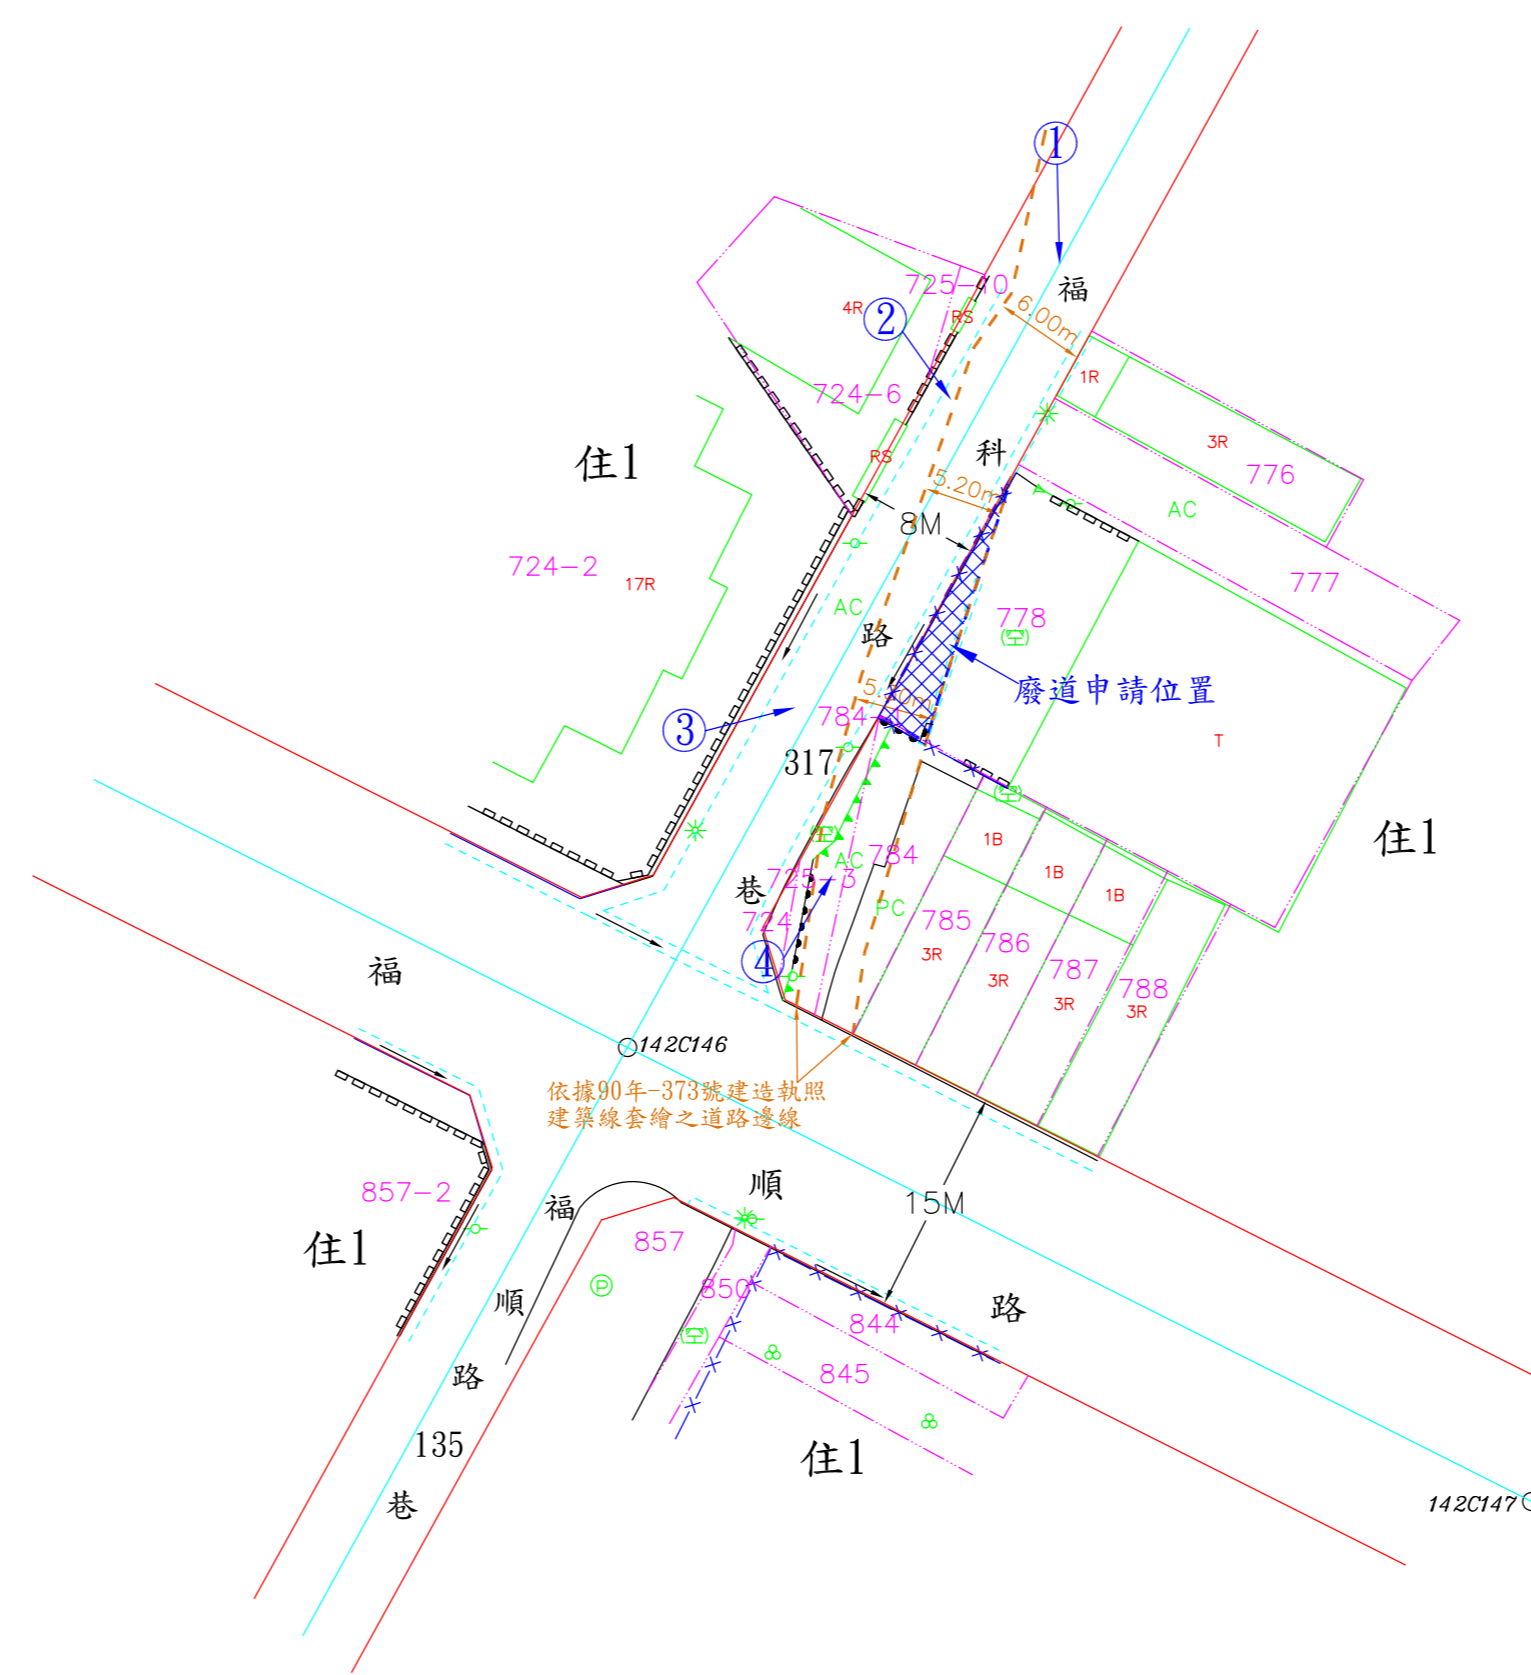 ①
福
725-10
6.00m
4R
RS
②
1R
724-6
3R
776
科
住1
RS
5.20m
AC
8M
777
724-2
17R
AC
778
路
廢道申請位置
784-
③
T
317
住1
1B
784
AC
1B
725-3
巷
1B
PC
785
724
786
3R
④
787
福
3R
788
3R
3R
142C146
依據90年-373號建造執照
建築線套繪之道路邊線
順
857-2
福
15M
857
住1
P
850
順
路
844
845
路
135
住1
巷
142C147